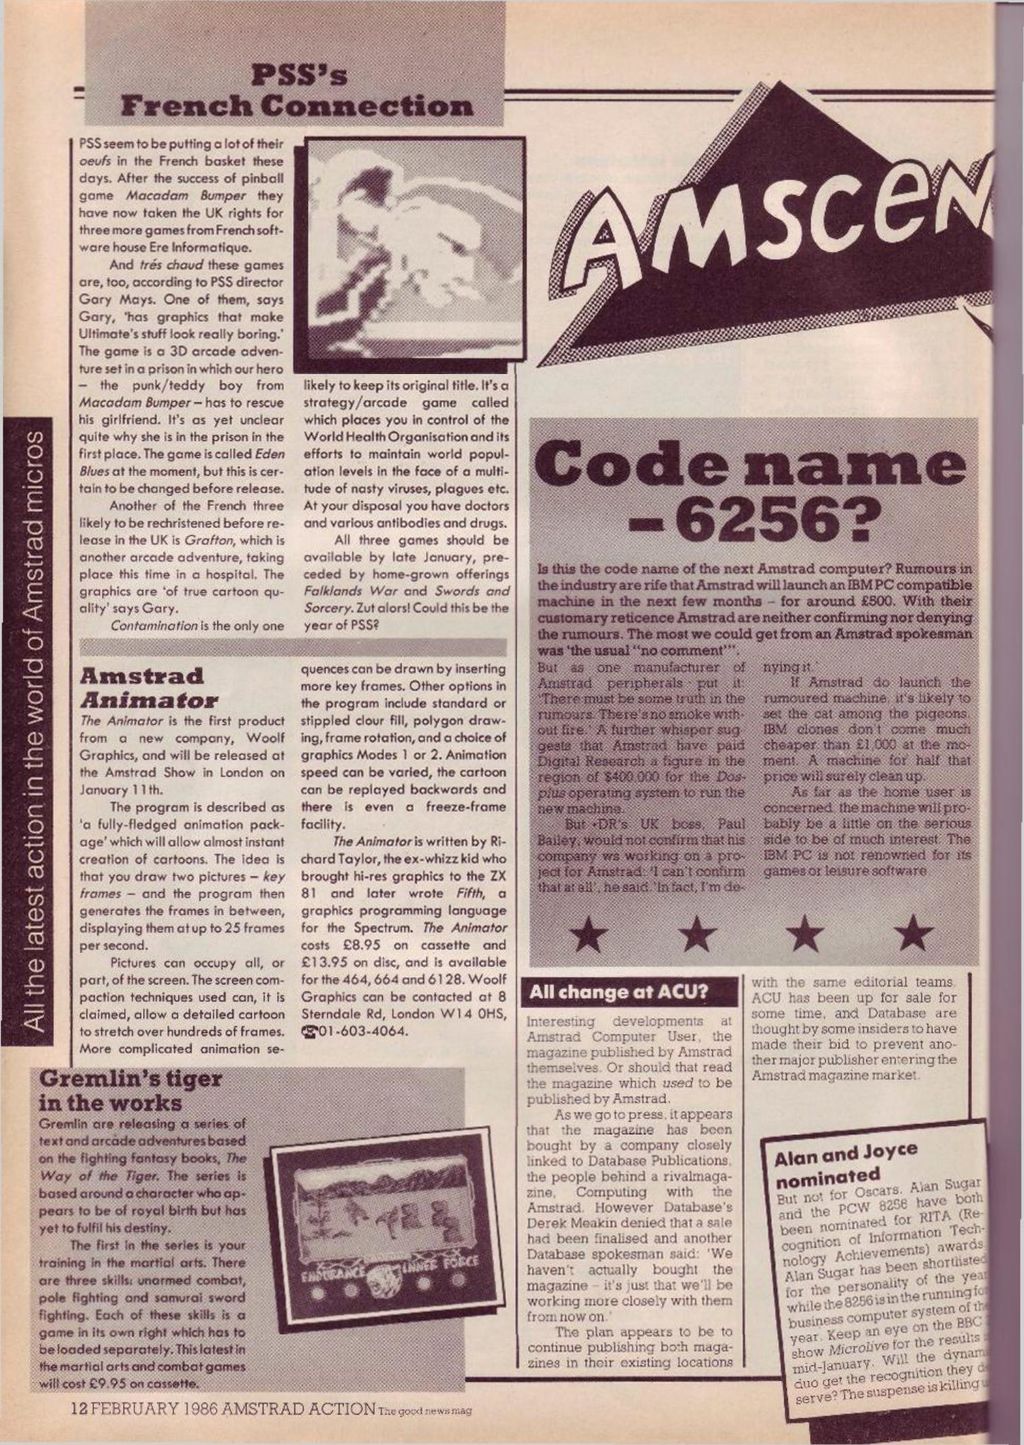 PSS's
French Connection
PSS seem to be putting a lot of their
oeufs in the French basket these
days. After the success of pinball
game Macadam Bumper they
have now taken the UK rights for
three more games from French soft-
ware house Ere Informatique.
And trés chaud these games
are, too, according to PSS director
Gary Mays. One of them, says
Gary, 'has graphics that make
Ultimate's stuff look really boring.'
The game is a 3D arcade adven-
ture set in a prison in which our hero
– the punk/teddy boy from
Macadam Bumper – has to rescue
his girlfriend. It's as yet unclear
quite why she is in the prison in the
first place. The game is called Eden
Blues at the moment, but this is cer-
tain to be changed before release.
Another of the French three
likely to be rechristened before re-
lease in the UK is Grafton, which is
another arcade adventure, taking
place this time in a hospital. The
graphics are 'of true cartoon qu-
ality' says Gary.
Contamination is the only one
likely to keep its original title. It's a
strategy/arcade game called
which places you in control of the
World Health Organisation and its
efforts to maintain world popul-
ation levels in the face of a multi-
tude of nasty viruses, plagues etc.
At your disposal you have doctors
and various antibodies and drugs.
All three games should be
available by late January, pre-
ceded by home-grown offerings
Falklands War and Swords and
Sorcery. Zut alors! Could this be the
year of PSS?
AMSCEN
All the latest action in the world of Amstrad micros
Amstrad
Animator
The Animator is the first product
from a new company, Woolf
Graphics, and will be released at
the Amstrad Show in London on
January 11th.
The program is described as
'a fully-fledged animation pack-
age' which will allow almost instant
creation of cartoons. The idea is
that you draw two pictures – key
frames – and the program then
generates the frames in between,
displaying them at up to 25 frames
per second.
Pictures can occupy all, or
part, of the screen. The screen com-
paction techniques used can, it is
claimed, allow a detailed cartoon
to stretch over hundreds of frames.
More complicated animation se-
quences can be drawn by inserting
more key frames. Other options in
the program include standard or
stippled clour fill, polygon draw-
ing, frame rotation, and a choice of
graphics Modes 1 or 2. Animation
speed can be varied, the cartoon
can be replayed backwards and
there is even a freeze-frame
facility.
The Animator is written by Ri-
chard Taylor, the ex-whizz kid who
brought hi-res graphics to the ZX
81 and later wrote Fifth, a
graphics programming language
for the Spectrum. The Animator
costs £8.95 on cassette and
£13.95 on disc, and is available
for the 464, 664 and 6128. Woolf
Graphics can be contacted at 8
Sterndale Rd, London W14 0HS,
☎01-603-4064.
Code name
– 6256?
Is this the code name of the next Amstrad computer? Rumours in
the industry are rife that Amstrad will launch an IBM PC compatible
machine in the next few months – for around £500. With their
customary reticence Amstrad are neither confirming nor denying
the rumours. The most we could get from an Amstrad spokesman
was 'the usual "no comment"'.
But as one manufacturer of
Amstrad peripherals put it:
'There must be some truth in the
rumours. There's no smoke with-
out fire.' A further whisper sug-
gests that Amstrad have paid
Digital Research a figure in the
region of $400,000 for the Dos-
plus operating system to run the
new machine.
But •DR's UK boss, Paul
Bailey, would not confirm that his
company ws working on a pro-
ject for Amstrad: 'I can't confirm
that at all', he said. 'In fact, I'm de-
nying it.'
If Amstrad do launch the
rumoured machine, it's likely to
set the cat among the pigeons.
IBM clones don't come much
cheaper than £1,000 at the mo-
ment. A machine for half that
price will surely clean up.
As far as the home user is
concerned, the machine will pro-
bably be a little on the serious
side to be of much interest. The
IBM PC is not renowned for its
games or leisure software.
All change at ACU?
Interesting developments at
Amstrad Computer User, the
magazine published by Amstrad
themselves. Or should that read
the magazine which used to be
published by Amstrad.
As we go to press, it appears
that the magazine has been
bought by a company closely
linked to Database Publications,
the people behind a rival maga-
zine, Computing with the
Amstrad. However Database's
Derek Meakin denied that a sale
had been finalised and another
Database spokesman said: 'We
haven't actually bought the
magazine – it's just that we'll be
working more closely with them
from now on.'
The plan appears to be to
continue publishing both maga-
zines in their existing locations
with the same editorial teams.
ACU has been up for sale for
some time, and Database are
thought by some insiders to have
made their bid to prevent ano-
ther major publisher entering the
Amstrad magazine market.
Gremlin's tiger
in the works
Gremlin are releasing a series of
text and arcade adventures based
on the fighting fantasy books, The
Way of the Tiger. The series is
based around a character who ap-
pears to be of royal birth but has
yet to fulfil his destiny.
The first in the series is your
training in the martial arts. There
are three skills: unarmed combat,
pole fighting and samurai sword
fighting. Each of these skills is a
game in its own right which has to
be loaded separately. This latest in
the martial arts and combat games
will cost £9.95 on cassette.
ENDURANCE INNER FORCE
Alan and Joyce
nominated
But not for Oscars. Alan Sugar
and the PCW 8256 have both
been nominated for RITA (Re-
cognition of Information Tech-
nology Achievements) awards.
Alan Sugar has been shortlisted
for the personality of the year
while the 8256 is in the running fo
business computer system of th
year. Keep an eye on the BBC
show Microlive for the results
mid-January. Will the dynam
duo get the recognition they d
serve? The suspense is killing
12 FEBRUARY 1986 AMSTRAD ACTION The good news mag